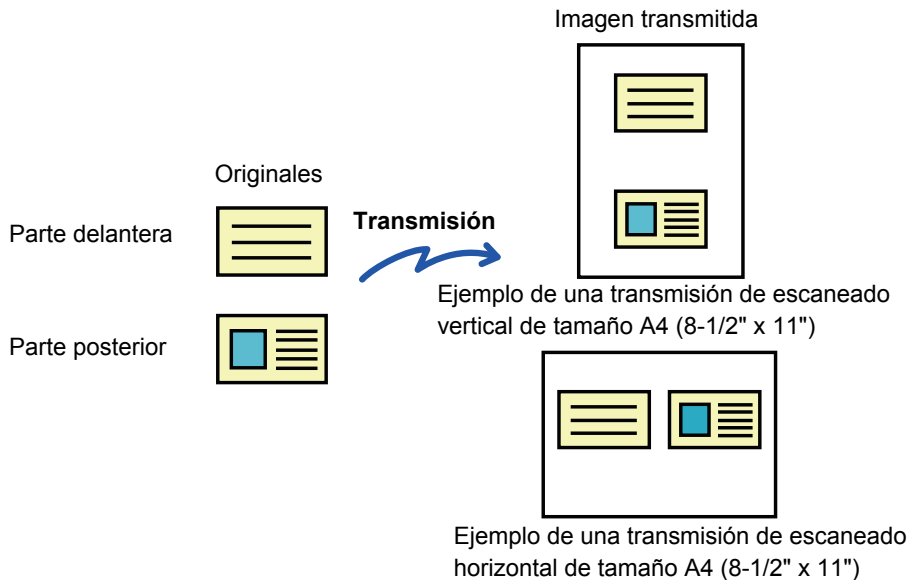 Imagen transmitida
Originales
Parte delantera
Transmisión
Parte posterior
Ejemplo de una transmisión de escaneado
vertical de tamaño A4 (8-1/2" x 11")
Ejemplo de una transmisión de escaneado
horizontal de tamaño A4 (8-1/2" x 11")